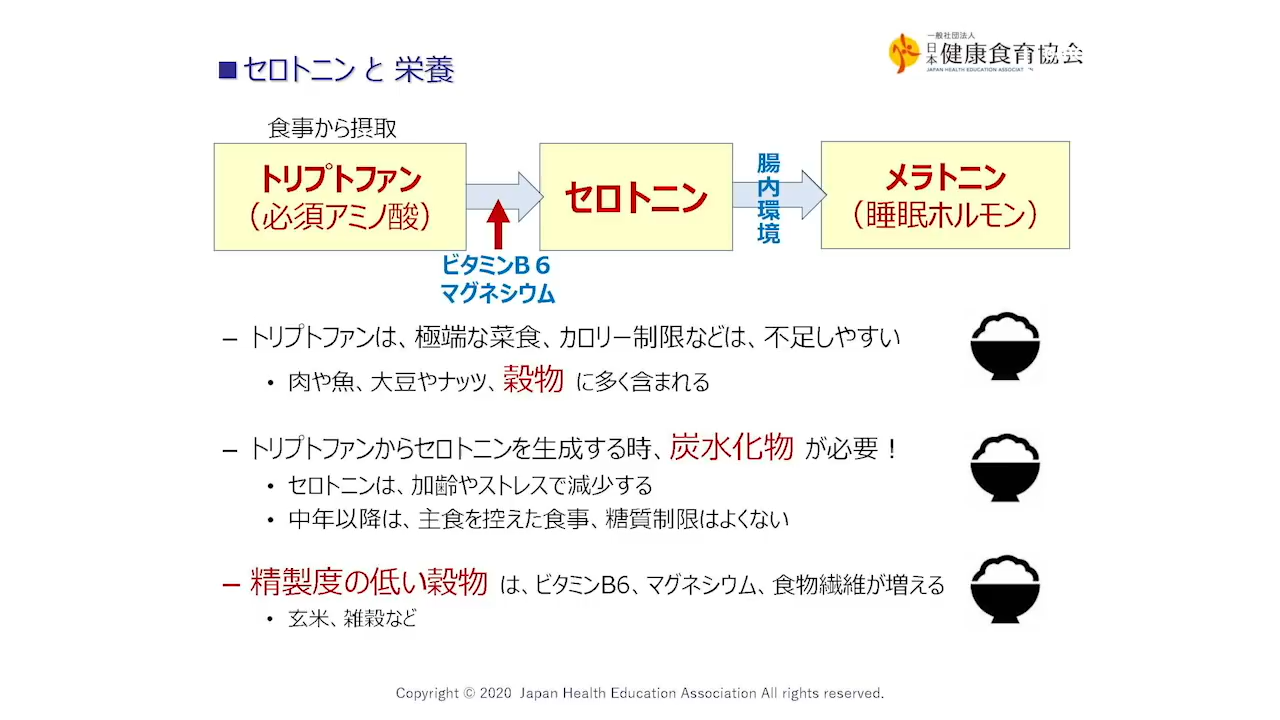 一般社団法人
日本 健康食育協会
JAPAN HEALTH EDUCATION ASSOCIAT
■セロトニンと 栄養
食事から摂取
トリプトファン
（必須アミノ酸）
セロトニン
腸内環境
メラトニン
（睡眠ホルモン）
ビタミンB６
マグネシウム
– トリプトファンは、極端な菜食、カロリー制限などは、不足しやすい
• 肉や魚、大豆やナッツ、穀物 に多く含まれる
– トリプトファンからセロトニンを生成する時、炭水化物 が必要！
• セロトニンは、加齢やストレスで減少する
• 中年以降は、主食を控えた食事、糖質制限はよくない
– 精製度の低い穀物 は、ビタミンB6、マグネシウム、食物繊維が増える
• 玄米、雑穀など
Copyright © 2020 Japan Health Education Association All rights reserved.